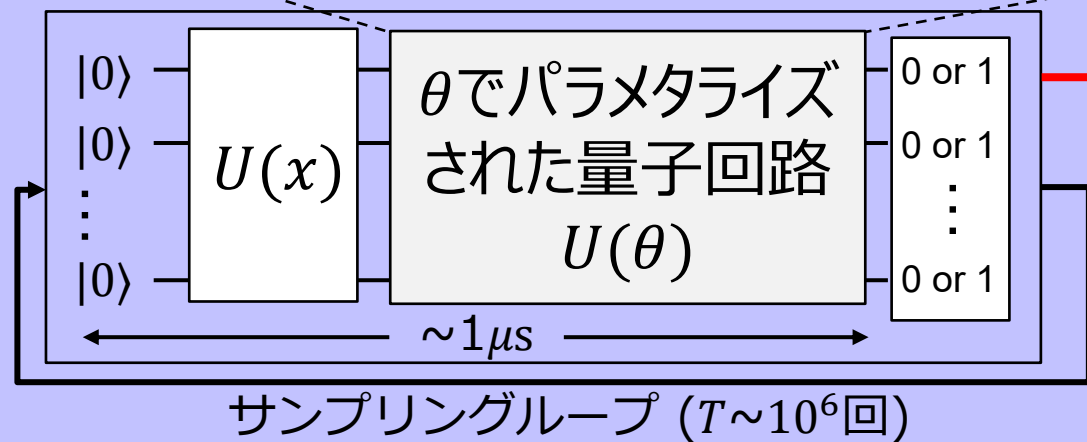 |0⟩
|0⟩
⋮
|0⟩
U(x)
θでパラメタライズ
された量子回路
U(θ)
0 or 1
0 or 1
⋮
0 or 1
~1μs
サンプリングループ (T~10⁶回)